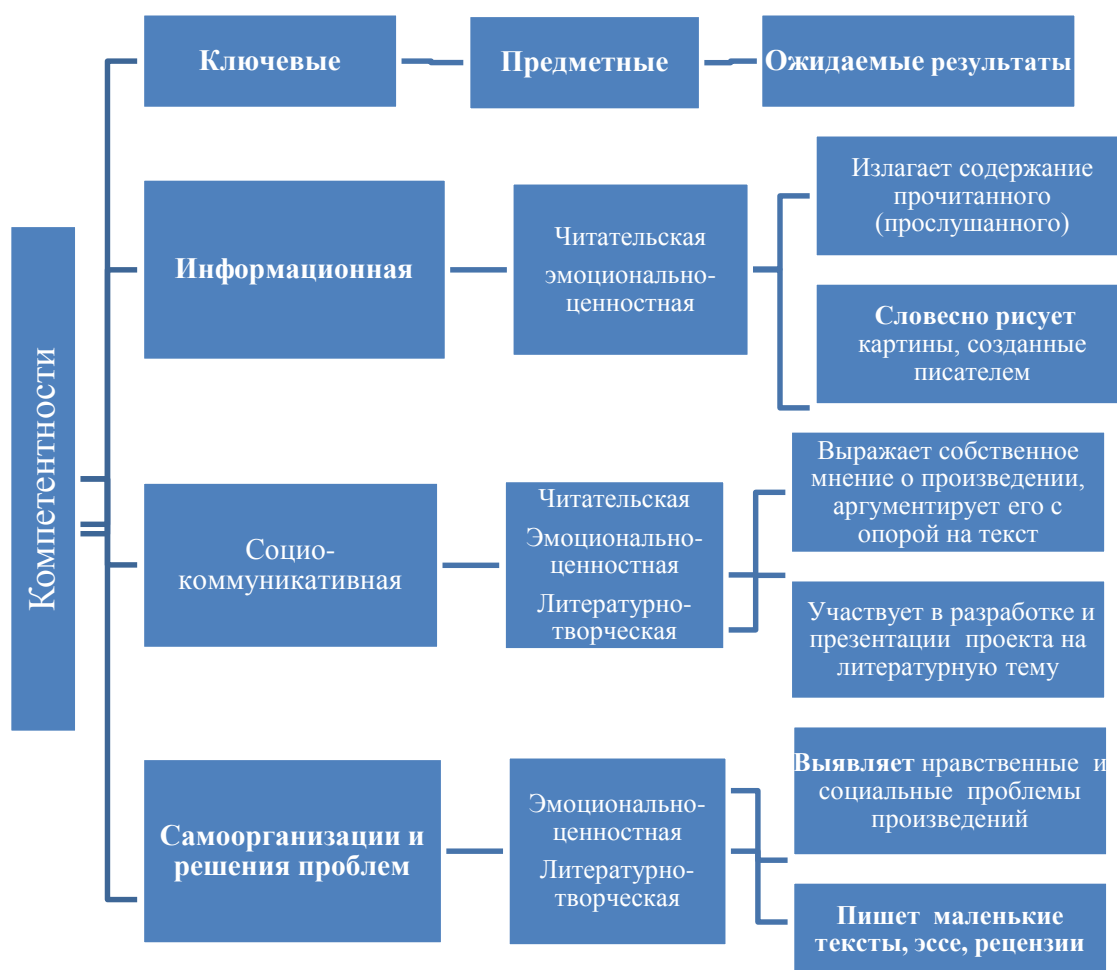 Компетентности
Ключевые
Предметные
Ожидаемые результаты
Информационная
Читательская
эмоционально-
ценностная
Излагает содержание
прочитанного
(прослушанного)
Словесно рисует
картины, созданные
писателем
Социо-
коммуникативная
Читательская
Эмоционально-
ценностная
Литературно-
творческая
Выражает собственное
мнение о произведении,
аргументирует его с
опорой на текст
Участвует в разработке и
презентации проекта на
литературную тему
Самоорганизации и
решения проблем
Эмоционально-
ценностная
Литературно-
творческая
Выявляет нравственные и
социальные проблемы
произведений
Пишет маленькие
тексты, эссе, рецензии